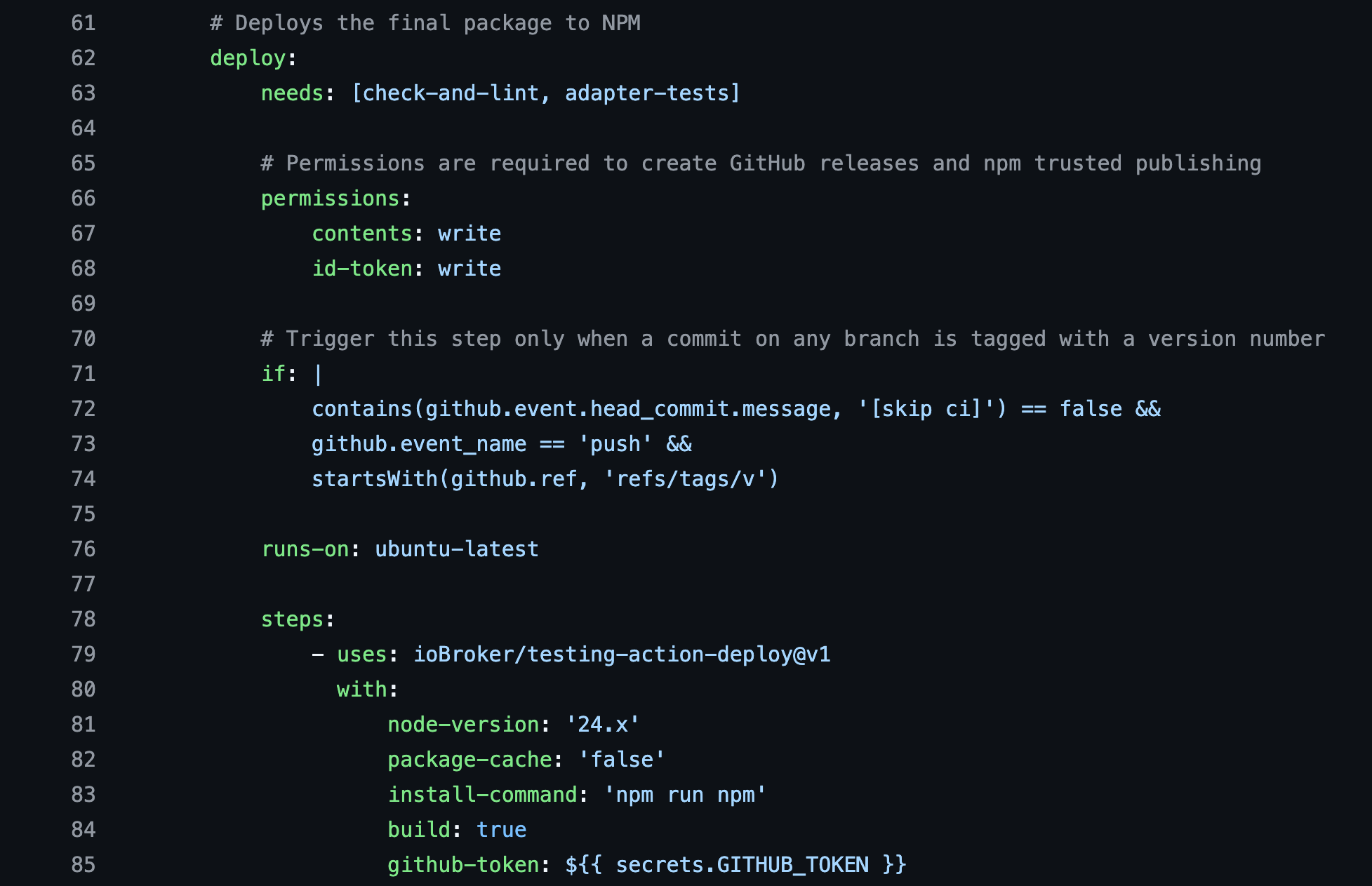 61 # Deploys the final package to NPM
62 deploy:
63 needs: [check-and-lint, adapter-tests]
64
65 # Permissions are required to create GitHub releases and npm trusted publishing
66 permissions:
67 contents: write
68 id-token: write
69
70 # Trigger this step only when a commit on any branch is tagged with a version number
71 if: |
72 contains(github.event.head_commit.message, '[skip ci]') == false &&
73 github.event_name == 'push' &&
74 startsWith(github.ref, 'refs/tags/v')
75
76 runs-on: ubuntu-latest
77
78 steps:
79 - uses: ioBroker/testing-action-deploy@v1
80 with:
81 node-version: '24.x'
82 package-cache: 'false'
83 install-command: 'npm run npm'
84 build: true
85 github-token: ${{ secrets.GITHUB_TOKEN }}